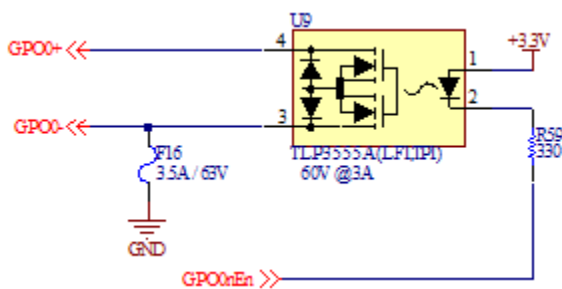 U9
GPO0+
4
1
+3.3V
2
GPO0-
3
R59
330
TLP3555A(LF1,TPI)
60V @3A
F16
3.5A / 63V
GND
GPO0nEn